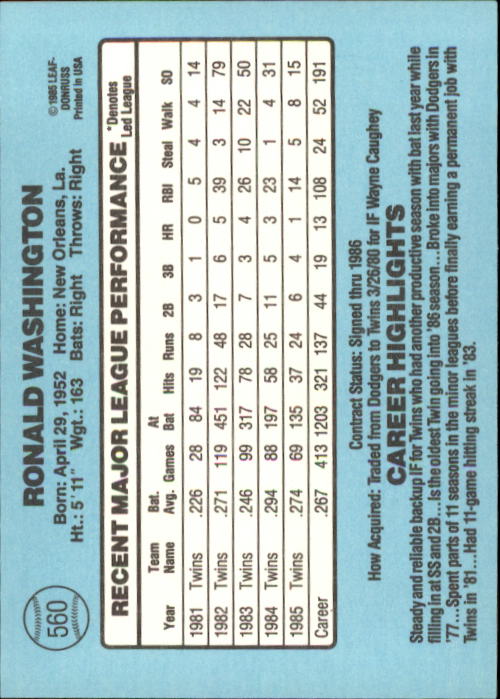 560
RONALD WASHINGTON
© 1985 LEAF-
DONRUSS
Printed in USA
Born: April 29, 1952 Home: New Orleans, La.
Ht.: 5'11" Wgt.: 163 Bats: Right Throws: Right
RECENT MAJOR LEAGUE PERFORMANCE *Denotes
Led League
Year Team Name Bat. Avg. Games At Bat Hits Runs 2B 3B HR RBI Steal Walk SO
1981 Twins .226 28 84 19 8 3 1 0 5 4 4 14
1982 Twins .271 119 451 122 48 17 6 5 39 3 14 79
1983 Twins .246 99 317 78 28 7 3 4 26 10 22 50
1984 Twins .294 88 197 58 25 11 5 3 23 1 4 31
1985 Twins .274 69 135 37 24 6 4 1 14 5 8 15
Career .267 413 1203 321 137 44 19 13 108 24 52 191
Contract Status: Signed thru 1986
How Acquired: Traded from Dodgers to Twins 3/26/80 for IF Wayne Caughey
CAREER HIGHLIGHTS
Steady and reliable backup IF for Twins who had another productive season with bat last year while
filling in at SS and 2B... Is the oldest Twin going into '86 season... Broke into majors with Dodgers in
'77... Spent parts of 11 seasons in the minor leagues before finally earning a permanent job with
Twins in '81... Had 11-game hitting streak in '83.